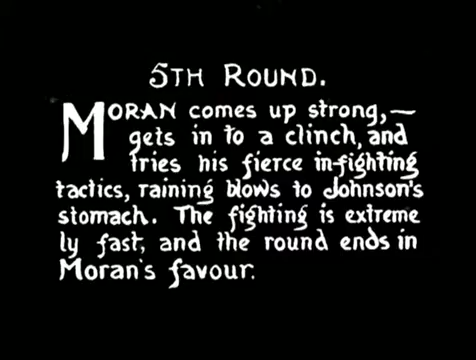 5TH ROUND.
MORAN comes up strong,—
gets in to a clinch, and
tries his fierce in-fighting
tactics, raining blows to Johnson's
stomach. The fighting is extreme
ly fast, and the round ends in
Moran's favour.